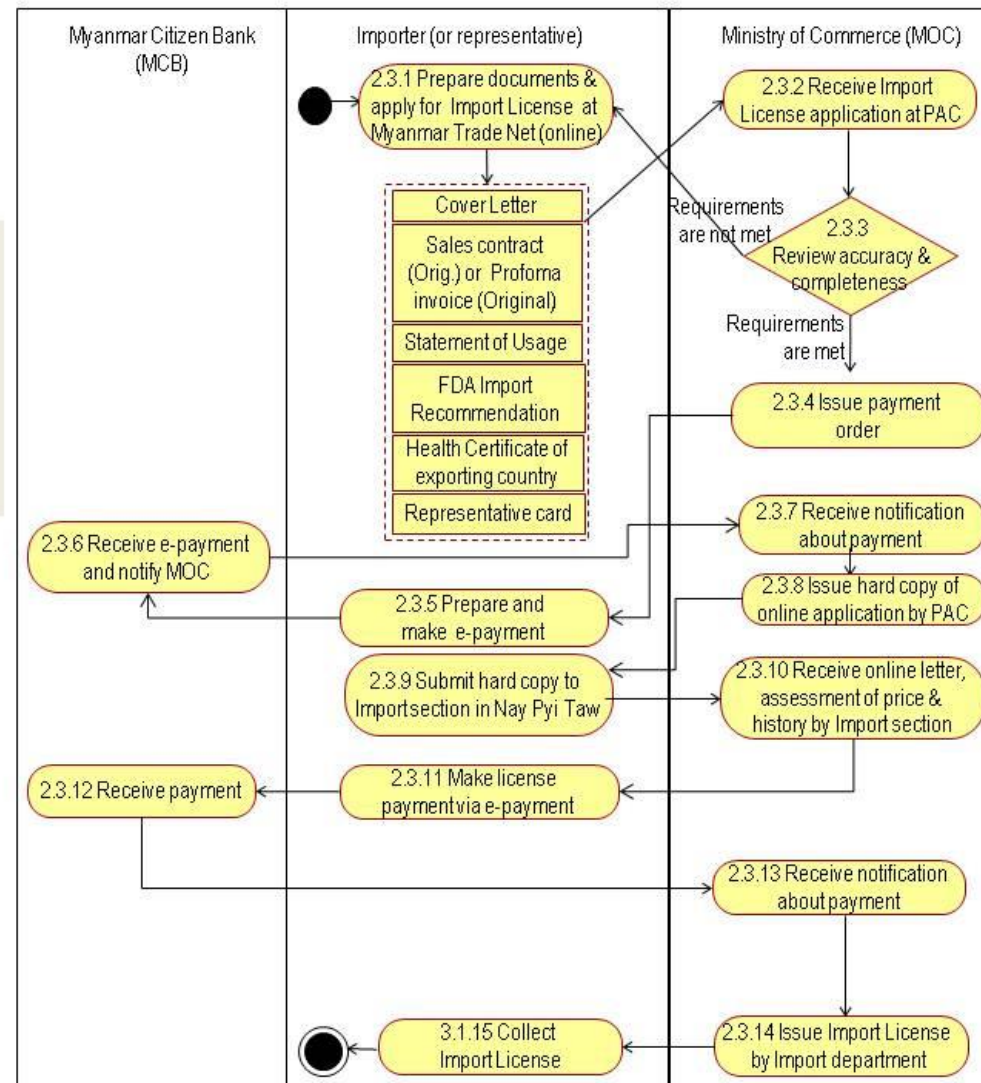 Myanmar Citizen Bank
(MCB)
Importer (or representative)
Ministry of Commerce (MOC)
2.3.1 Prepare documents &
apply for Import License at
Myanmar Trade Net (online)
2.3.2 Receive Import
License application at PAC
Cover Letter
Sales contract
(Orig.) or Proforna
invoice (Original)
Statement of Usage
FDA Import
Recommendation
Health Certificate of
exporting country
Representative card
Requirements
are not met
2.3.3
Review accuracy &
completeness
Requirements
are met
2.3.4 Issue payment
order
2.3.7 Receive notification
about payment
2.3.6 Receive e-payment
and notify MOC
2.3.8 Issue hard copy of
online application by PAC
2.3.5 Prepare and
make e-payment
2.3.9 Submit hard copy to
Import section in Nay Pyi Taw
2.3.10 Receive online letter,
assessment of price &
history by Import section
2.3.12 Receive payment
2.3.11 Make license
payment via e-payment
2.3.13 Receive notification
about payment
3.1.15 Collect
Import License
2.3.14 Issue Import License
by Import department